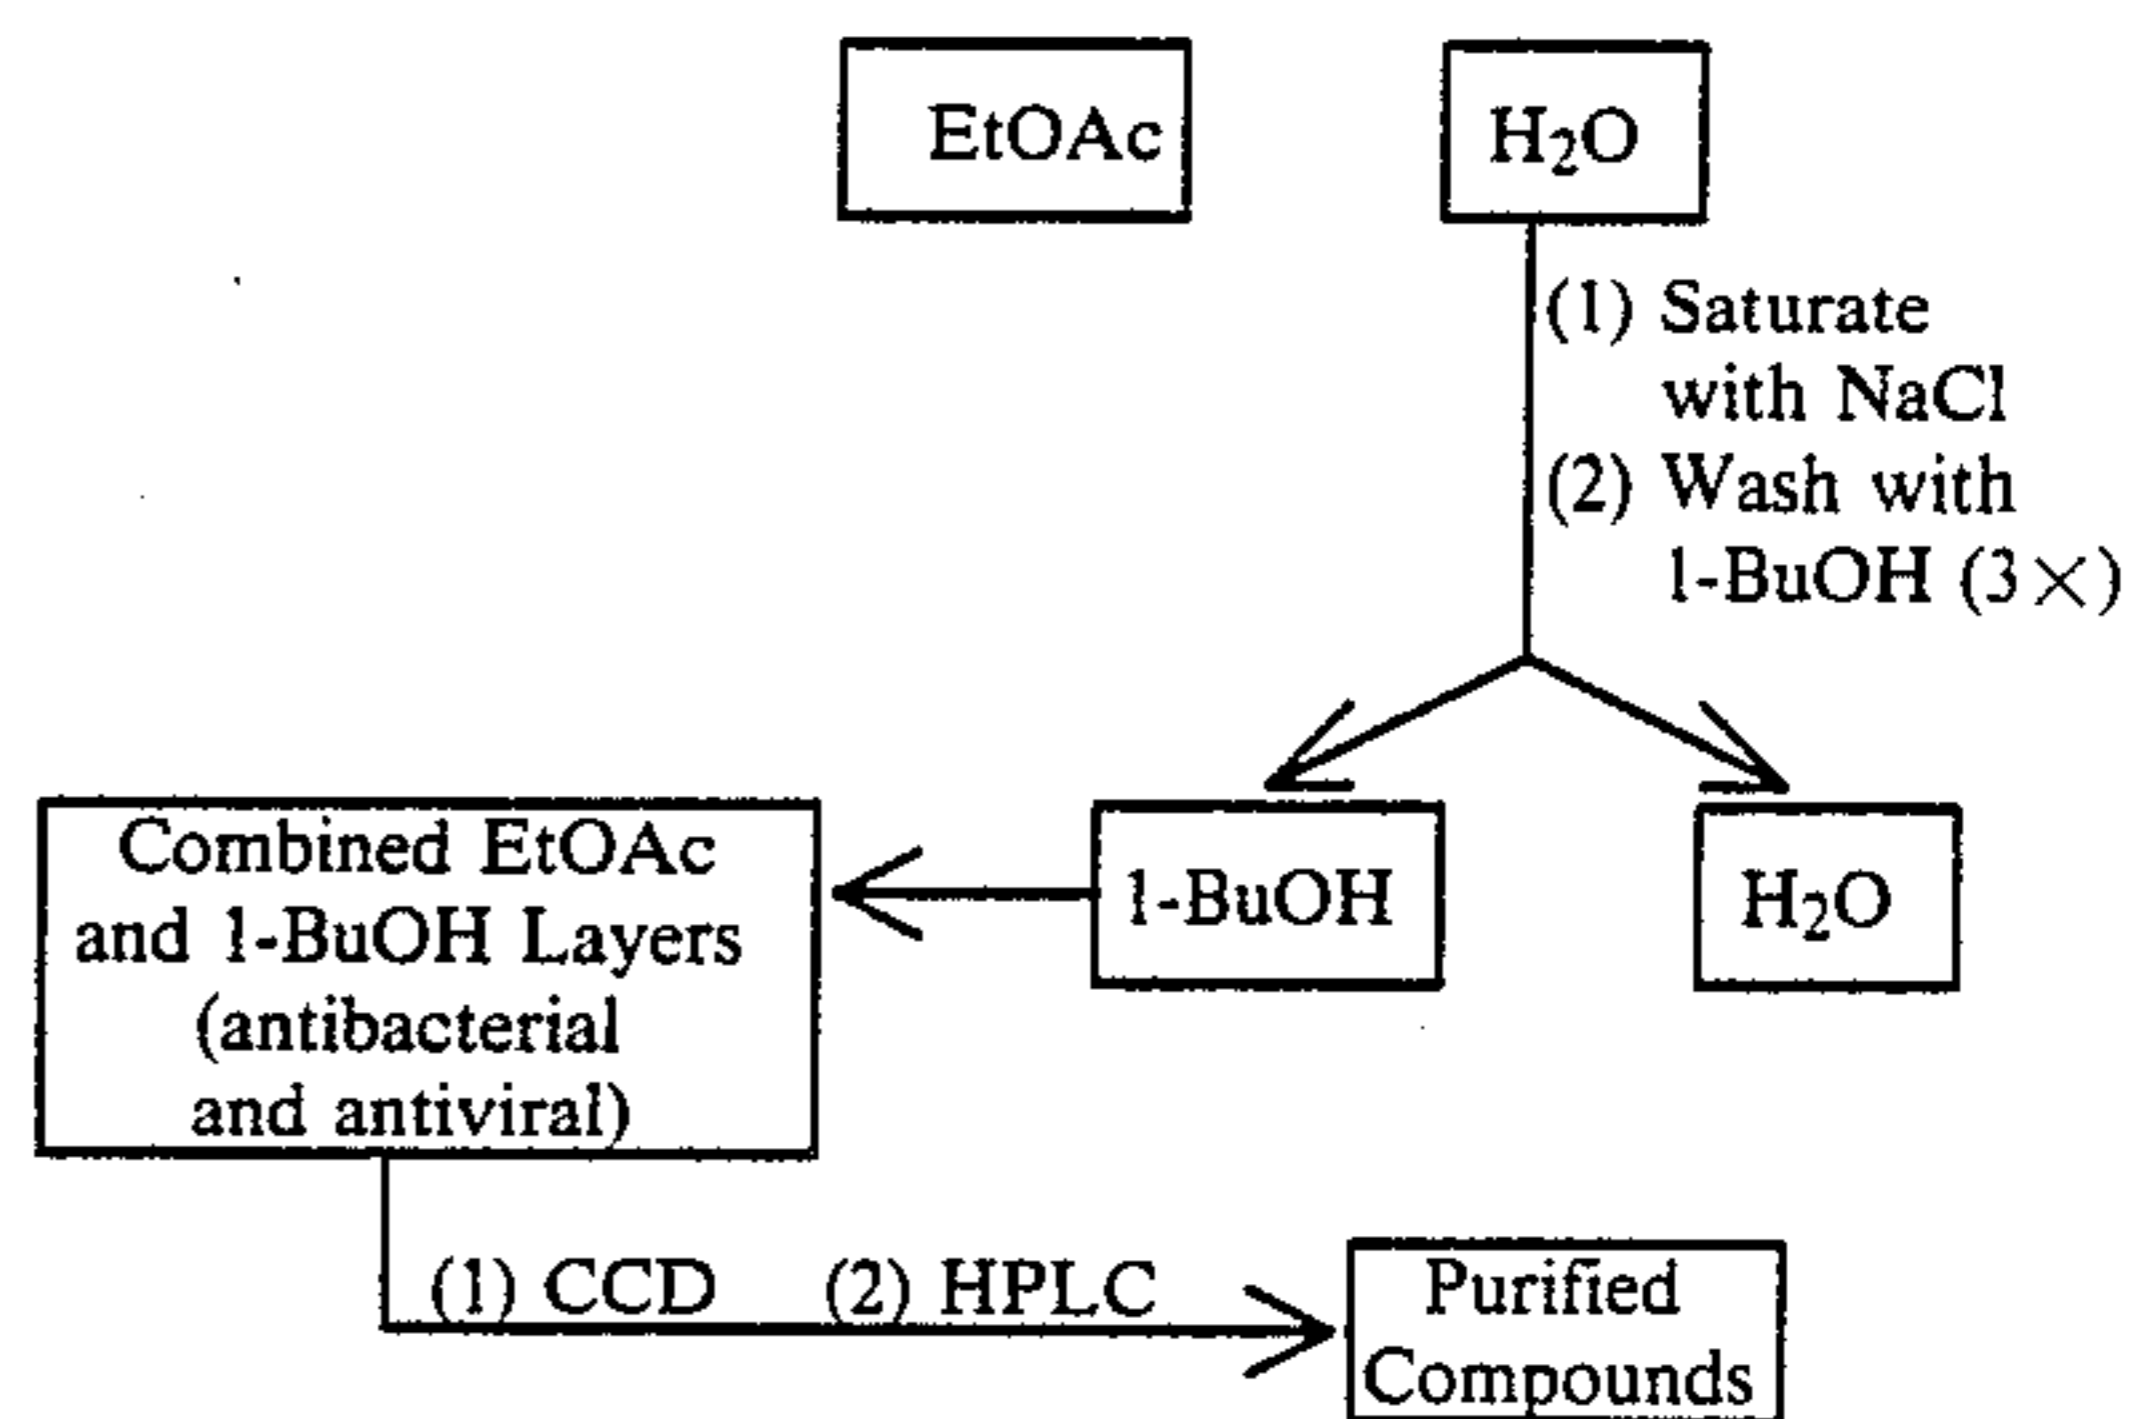 EtOAc
H₂O
(1) Saturate
with NaCl
(2) Wash with
1-BuOH (3×)
Combined EtOAc
and 1-BuOH Layers
(antibacterial
and antiviral)
1-BuOH
H₂O
(1) CCD (2) HPLC
Purified
Compounds